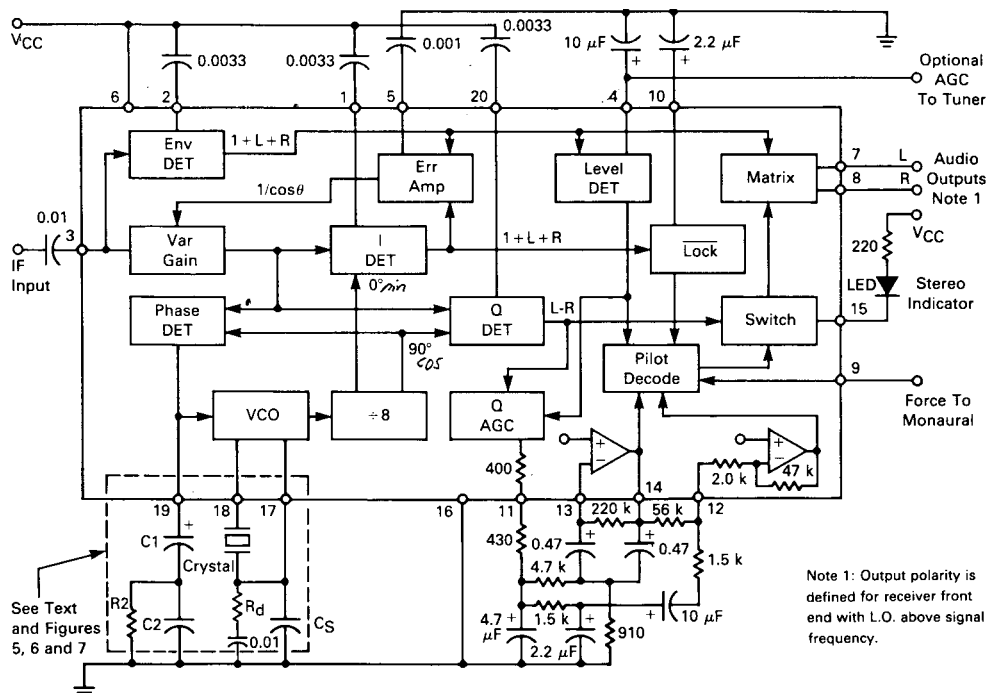 VCC
0.0033
0.0033
0.001
0.0033
10 μF
+
2.2 μF
+
Optional
AGC
To Tuner
6
2
1
5
20
4
10
Env
DET
1+L+R
Err
Amp
Level
DET
Matrix
7
L
8
R
Audio
Outputs
Note 1
1/cosθ
0.01
3
IF
Input
Var
Gain
I
DET
1+L+R
Lock
VCC
220
LED
Stereo
Indicator
0° sin
Phase
DET
Q
DET
L-R
Switch
15
90°
cos
Pilot
Decode
9
Force To
Monaural
VCO
÷8
Q
AGC
400
+
−
+
−
2.0 k
47 k
19
18
17
16
11
13
14
12
220 k
56 k
C1
+
Crystal
430
0.47
+
+
0.47
1.5 k
4.7 k
See Text
and Figures
5, 6 and 7
R2
C2
Rd
0.01
CS
4.7
μF
+
1.5 k
+
2.2 μF
910
+
10 μF
Note 1: Output polarity is
defined for receiver front
end with L.O. above signal
frequency.